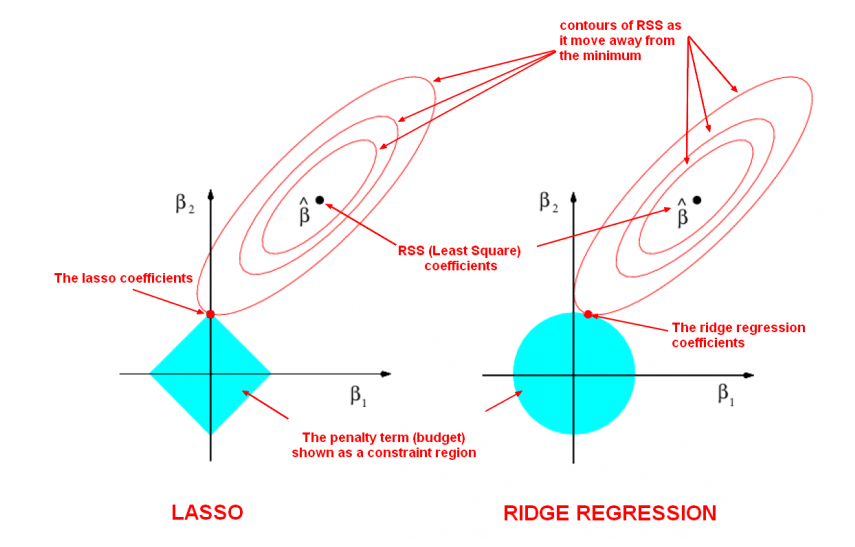 contours of RSS as
it move away from
the minimum
β2
β̂
β2
β̂
RSS (Least Square)
coefficients
The lasso coefficients
The ridge regression
coefficients
β1
β1
The penalty term (budget)
shown as a constraint region
LASSO
RIDGE REGRESSION